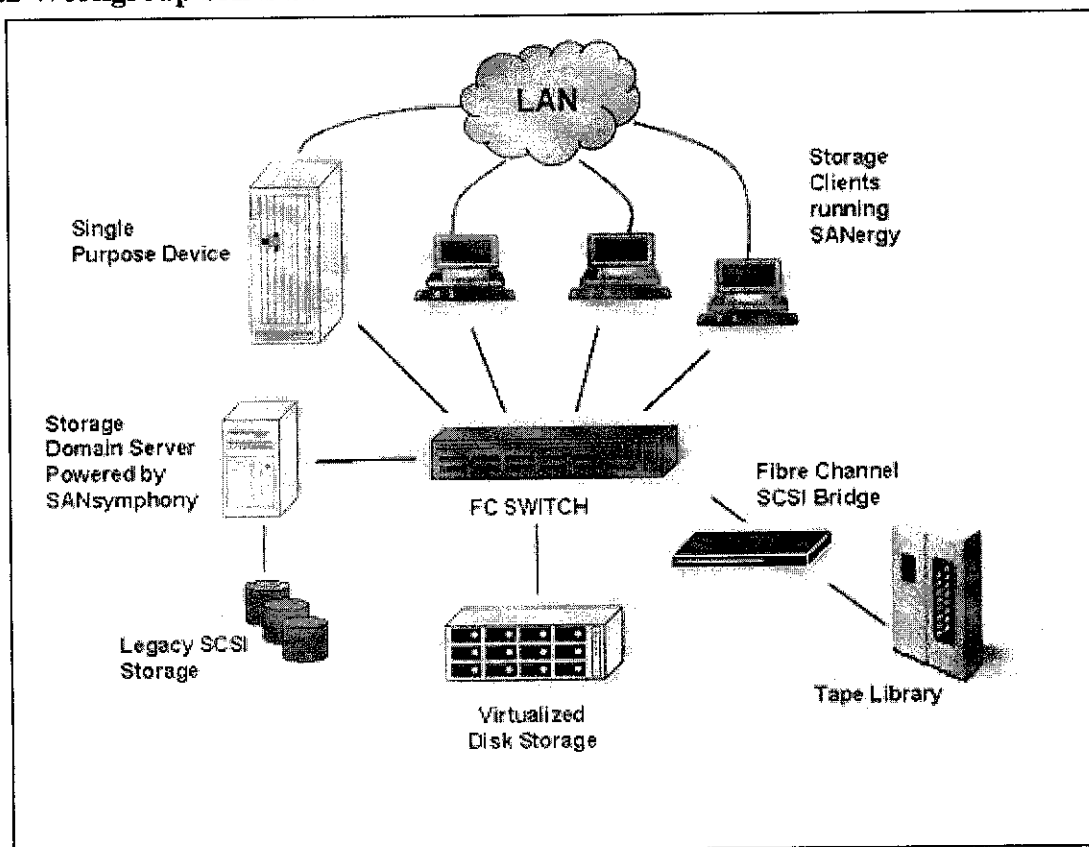 LAN
Storage
Clients
running
SANergy
Single
Purpose Device
Storage
Domain Server
Powered by
SANsymphony
FC SWITCH
Fibre Channel
SCSI Bridge
Legacy SCSI
Storage
Virtualized
Disk Storage
Tape Library